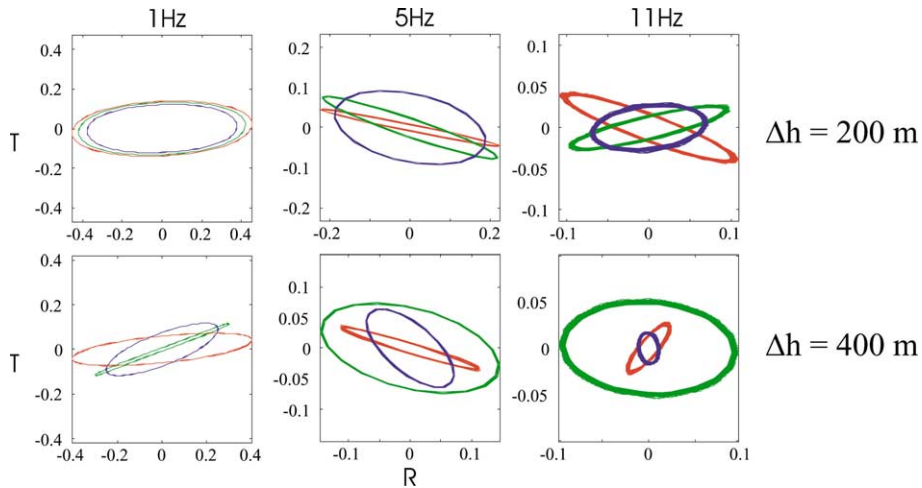 1Hz 5Hz 11Hz
0.4 0.2 0.4
0.2 0.1 0.05
T 0 0 0 Δh = 200 m
-0.2 -0.1 -0.05
-0.4 -0.2 -0.1
-0.4 -0.2 0 0.2 0.4 -0.2 0 0.2 -0.1 0 0.1
0.4
0.2 0.1 0.05
0.05
T 0 0 0 Δh = 400 m
-0.05
-0.2 -0.1 -0.05
-0.4
-0.4 -0.2 0 0.2 0.4 -0.1 0 0.1 -0.1 0 0.1
R